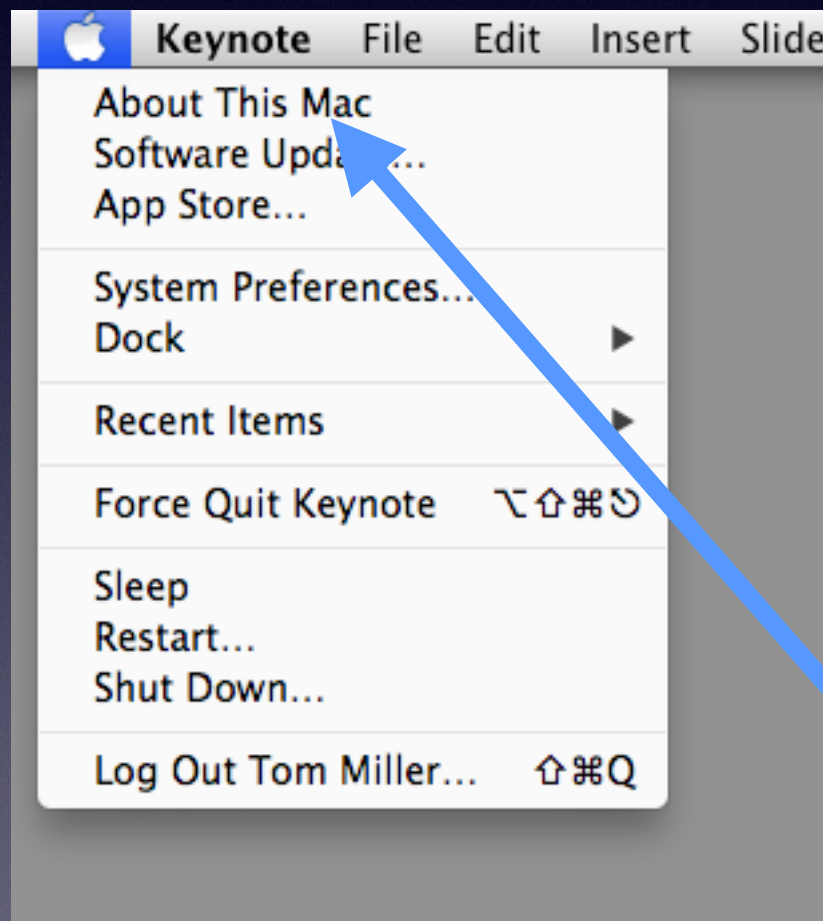 Keynote File Edit Insert Slide
About This Mac
Software
App Store...
System Preferences...
Dock
Recent Items
Force Quit Keynote ⌥⇧⌘⎋
Sleep
Restart...
Shut Down...
Log Out Tom Miller... ⇧⌘Q